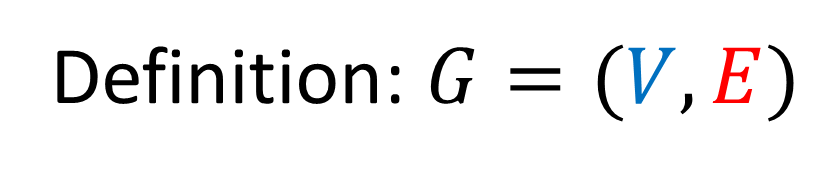 Definition: 𝐺 = (𝑉, 𝐸)